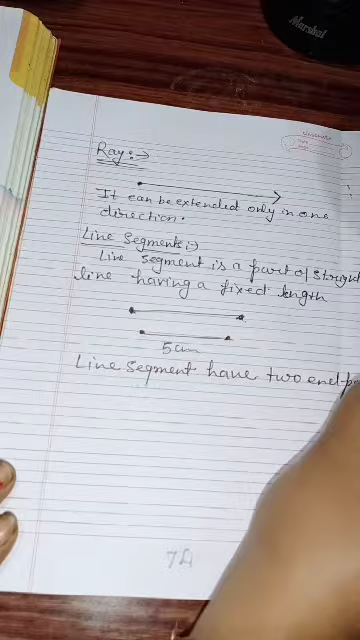 Marshal
Ray:→
It can be extended only in one
direction.
Line Segments:→
Line segment is a part of straight
line having a fixed length
5cm
Line segment have two end